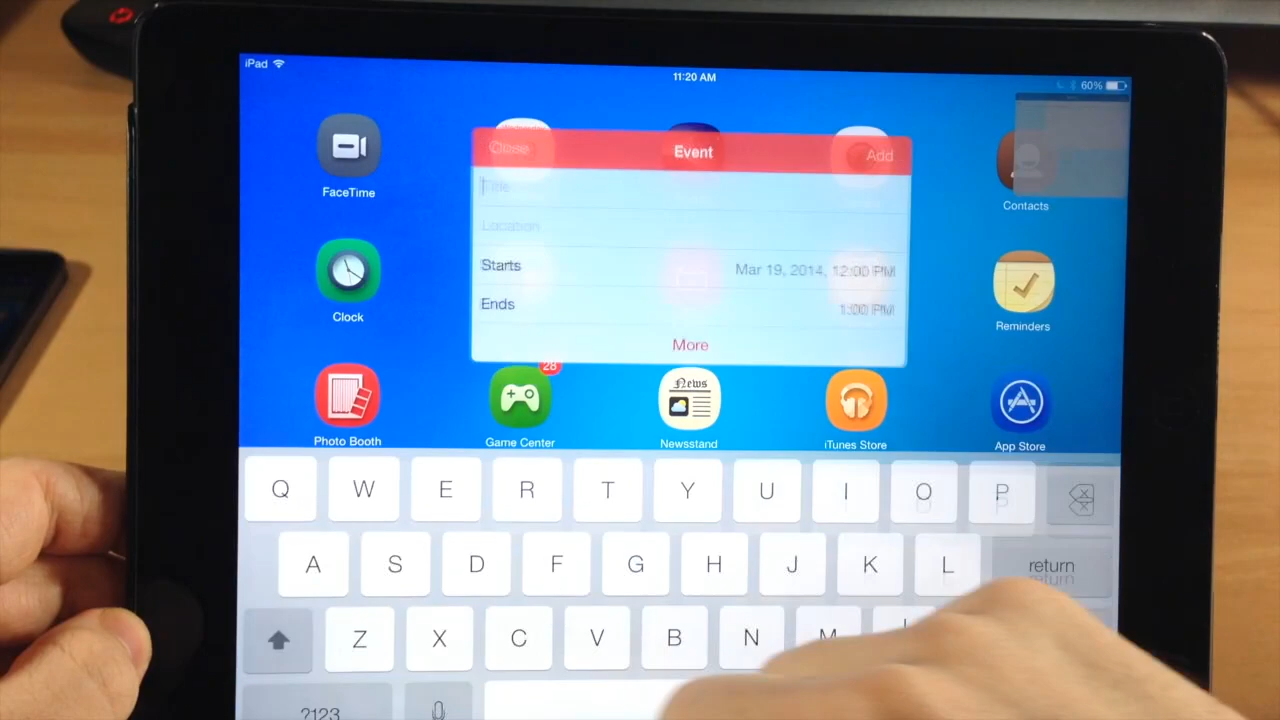 iPad
11:20 AM
60%
Close
Event
Add
Title
Location
Starts
Mar 19, 2014, 12:00 PM
Ends
1:00 PM
More
FaceTime
Contacts
Clock
Reminders
28
News
Photo Booth
Game Center
Newsstand
iTunes Store
App Store
Q W E R T Y U I O P
A S D F G H J K L return
Z X C V B N M
?123